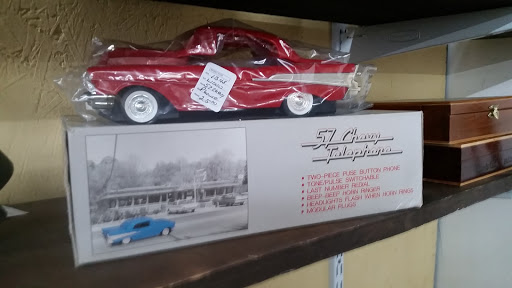 57 Chevy
Telephone
• TWO-PIECE FUSE BUTTON PHONE
• TONE/PULSE SWITCHABLE
• LAST NUMBER REDIAL
• BEEP BEEP HORN RINGER
• HEADLIGHTS FLASH WHEN HORN RINGS
• MODULAR PLUGS